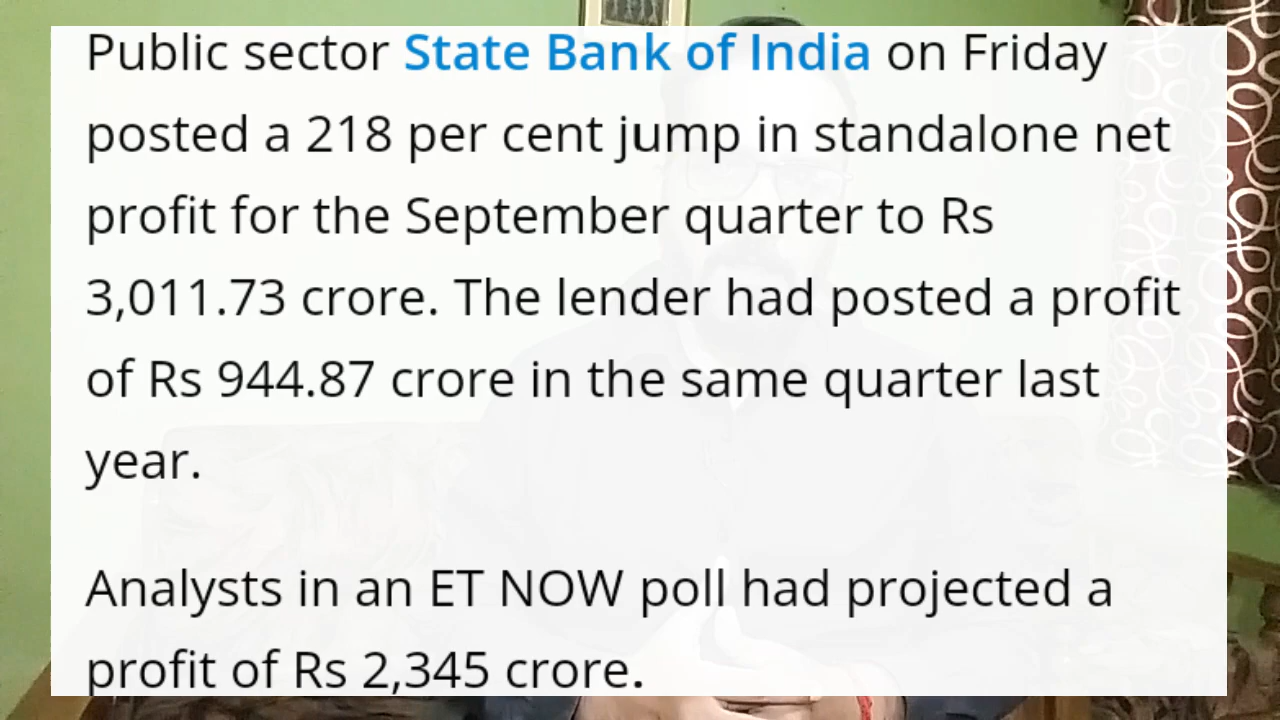 Public sector State Bank of India on Friday
posted a 218 per cent jump in standalone net
profit for the September quarter to Rs
3,011.73 crore. The lender had posted a profit
of Rs 944.87 crore in the same quarter last
year.
Analysts in an ET NOW poll had projected a
profit of Rs 2,345 crore.